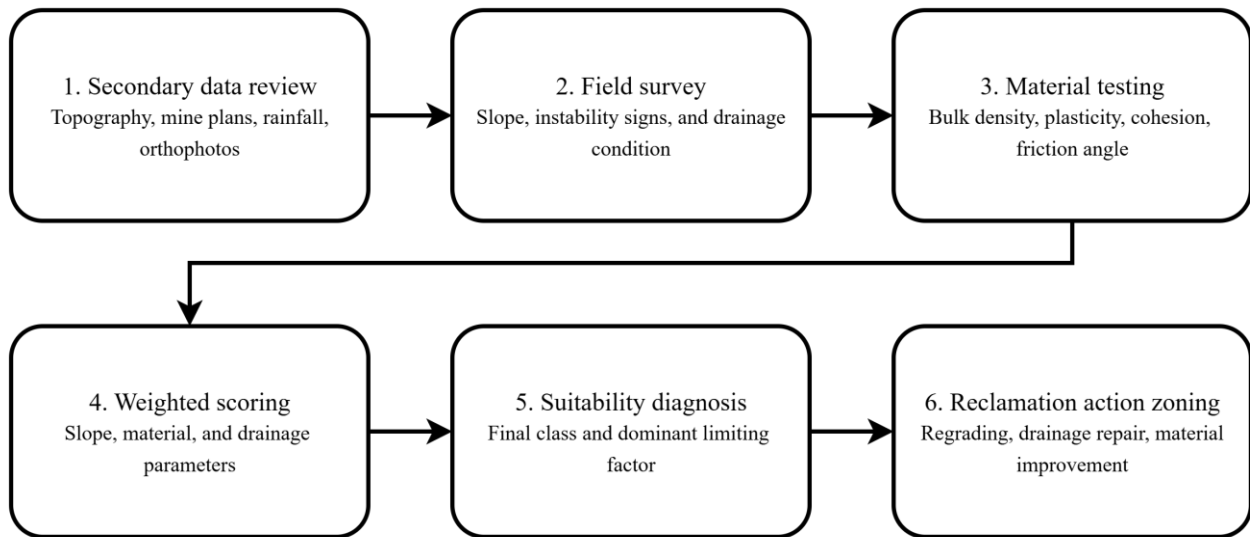 1. Secondary data review
Topography, mine plans, rainfall,
orthophotos
2. Field survey
Slope, instability signs, and drainage
condition
3. Material testing
Bulk density, plasticity, cohesion,
friction angle
4. Weighted scoring
Slope, material, and drainage
parameters
5. Suitability diagnosis
Final class and dominant limiting
factor
6. Reclamation action zoning
Regrading, drainage repair, material
improvement